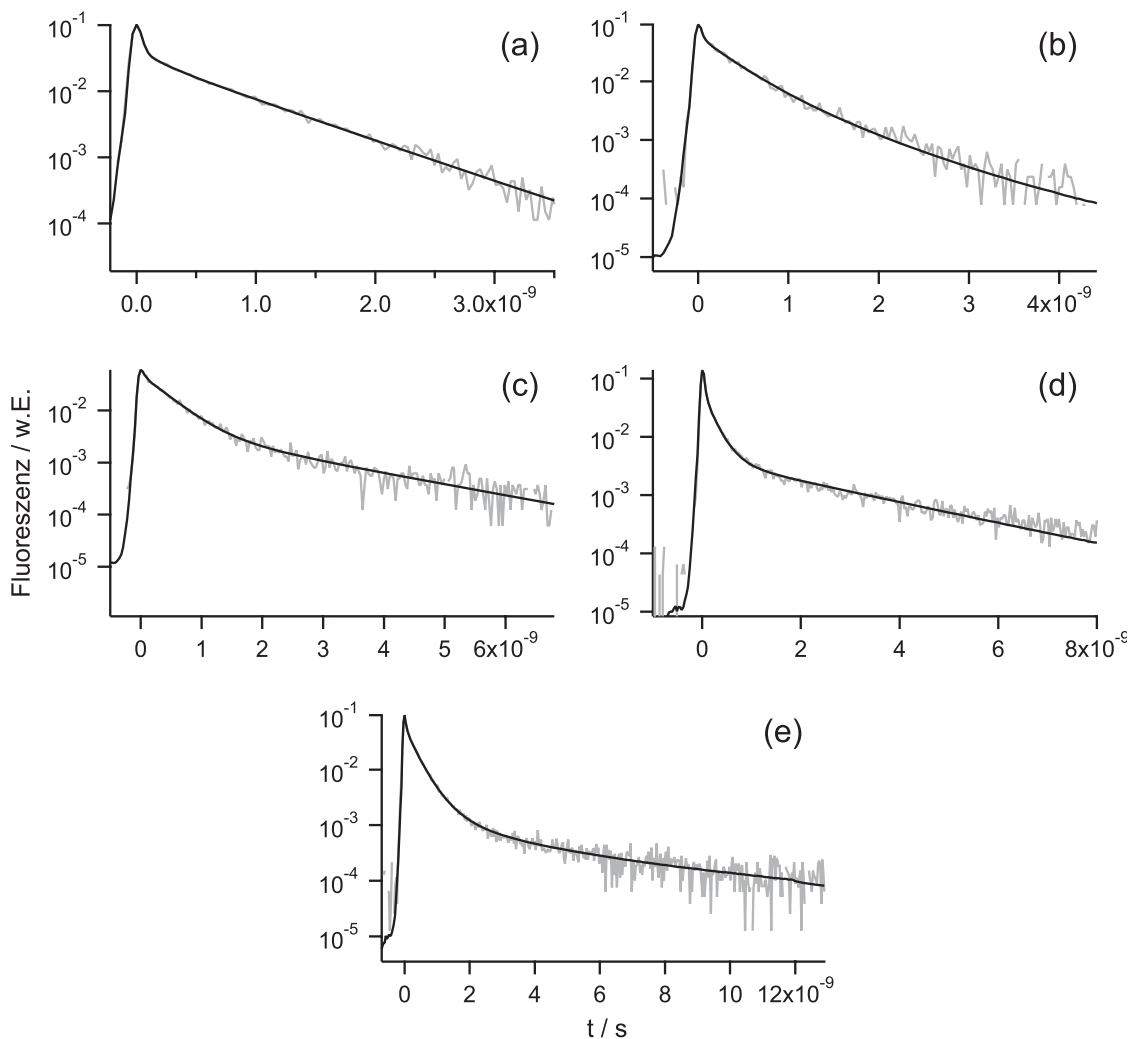 (a)
10⁻¹
10⁻²
10⁻³
10⁻⁴
0.0 1.0 2.0 3.0x10⁻⁹
(b)
10⁻¹
10⁻²
10⁻³
10⁻⁴
10⁻⁵
0 1 2 3 4x10⁻⁹
Fluoreszenz / w.E.
(c)
10⁻²
10⁻³
10⁻⁴
10⁻⁵
0 1 2 3 4 5 6x10⁻⁹
(d)
10⁻¹
10⁻²
10⁻³
10⁻⁴
10⁻⁵
0 2 4 6 8x10⁻⁹
(e)
10⁻¹
10⁻²
10⁻³
10⁻⁴
10⁻⁵
0 2 4 6 8 10 12x10⁻⁹
t / s